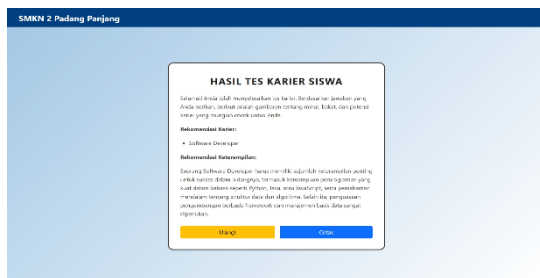 SMKN 2 Padang Panjang
HASIL TES KARIER SISWA
Selamat! Anda telah menyelesaikan tes karier. Berdasarkan jawaban yang
Anda berikan, berikut adalah gambaran tentang minat, bakat, dan potensi
karier yang mungkin cocok untuk Anda.
Rekomendasi Karier:
• Software Developer
Rekomendasi Keterampilan:
Seorang Software Developer harus memiliki sejumlah keterampilan penting
untuk sukses dalam bidangnya, termasuk kemampuan pemrograman yang
kuat dalam bahasa seperti Python, Java, atau JavaScript, serta pemahaman
mendalam tentang struktur data dan algoritma. Selain itu, penguasaan
pengembangan berbasis framework dan manajemen basis data sangat
diperlukan.
Ulangi
Cetak